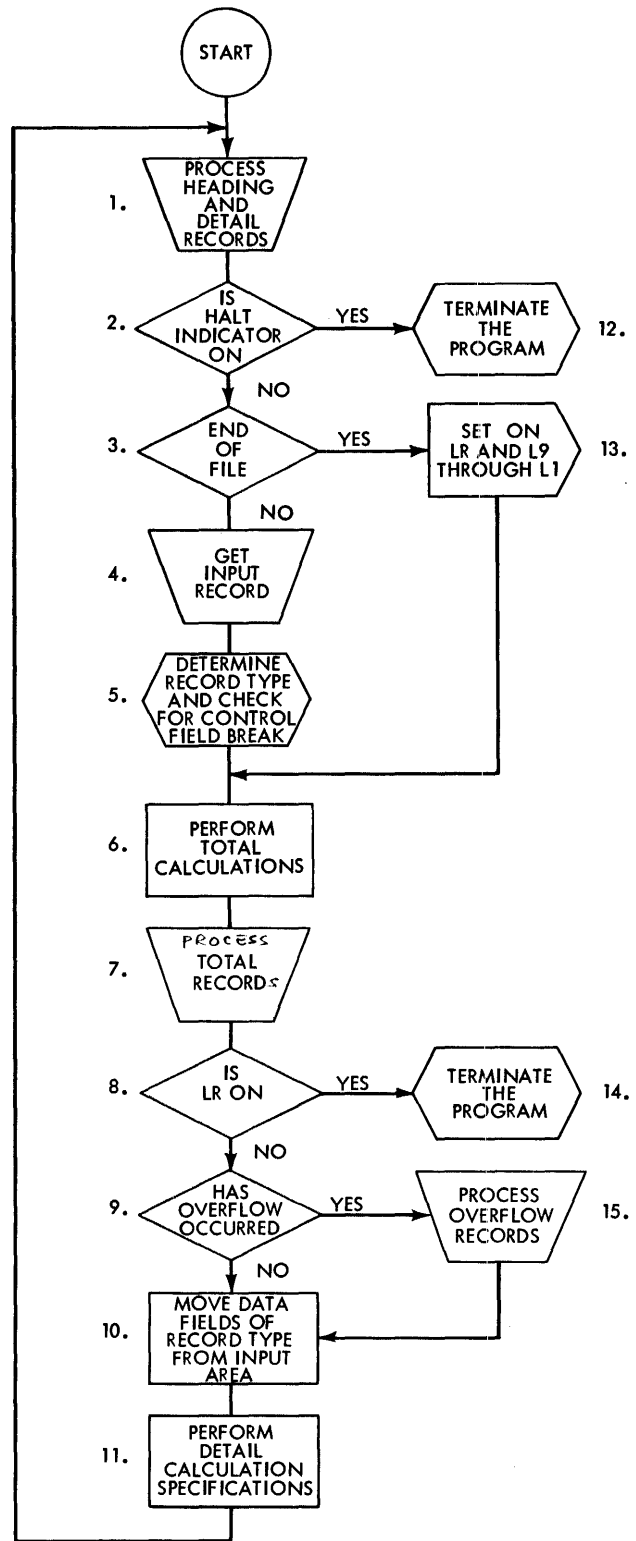 START
1.
PROCESS
HEADING
AND
DETAIL
RECORDS
2.
IS
HALT
INDICATOR
ON
YES
TERMINATE
THE
PROGRAM
12.
NO
3.
END
OF
FILE
YES
SET ON
LR AND L9
THROUGH L1
13.
NO
4.
GET
INPUT
RECORD
5.
DETERMINE
RECORD TYPE
AND CHECK
FOR CONTROL
FIELD BREAK
6.
PERFORM
TOTAL
CALCULATIONS
7.
PROCESS
TOTAL
RECORDS
8.
IS
LR ON
YES
TERMINATE
THE
PROGRAM
14.
NO
9.
HAS
OVERFLOW
OCCURRED
YES
PROCESS
OVERFLOW
RECORDS
15.
NO
10.
MOVE DATA
FIELDS OF
RECORD TYPE
FROM INPUT
AREA
11.
PERFORM
DETAIL
CALCULATION
SPECIFICATIONS